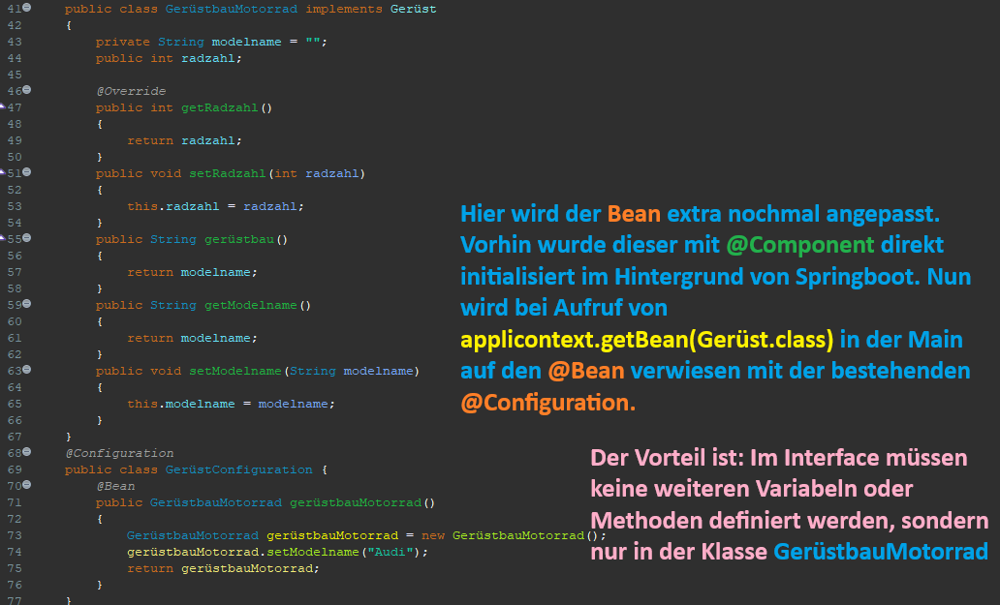 41 public class GerüstbauMotorrad implements Gerüst
42 {
43 private String modelname = "";
44 public int radzahl;
45
46 @Override
47 public int getRadzahl()
48 {
49 return radzahl;
50 }
51 public void setRadzahl(int radzahl)
52 {
53 this.radzahl = radzahl;
54 }
55 public String gerüstbau()
56 {
57 return modelname;
58 }
59 public String getModelname()
60 {
61 return modelname;
62 }
63 public void setModelname(String modelname)
64 {
65 this.modelname = modelname;
66 }
67 }
68 @Configuration
69 public class GerüstConfiguration {
70 @Bean
71 public GerüstbauMotorrad gerüstbauMotorrad()
72 {
73 GerüstbauMotorrad gerüstbauMotorrad = new GerüstbauMotorrad();
74 gerüstbauMotorrad.setModelname("Audi");
75 return gerüstbauMotorrad;
76 }
77 }
Hier wird der Bean extra nochmal angepasst.
Vorhin wurde dieser mit @Component direkt
initialisiert im Hintergrund von Springboot. Nun
wird bei Aufruf von
applicontext.getBean(Gerüst.class) in der Main
auf den @Bean verwiesen mit der bestehenden
@Configuration.
Der Vorteil ist: Im Interface müssen
keine weiteren Variabeln oder
Methoden definiert werden, sondern
nur in der Klasse GerüstbauMotorrad